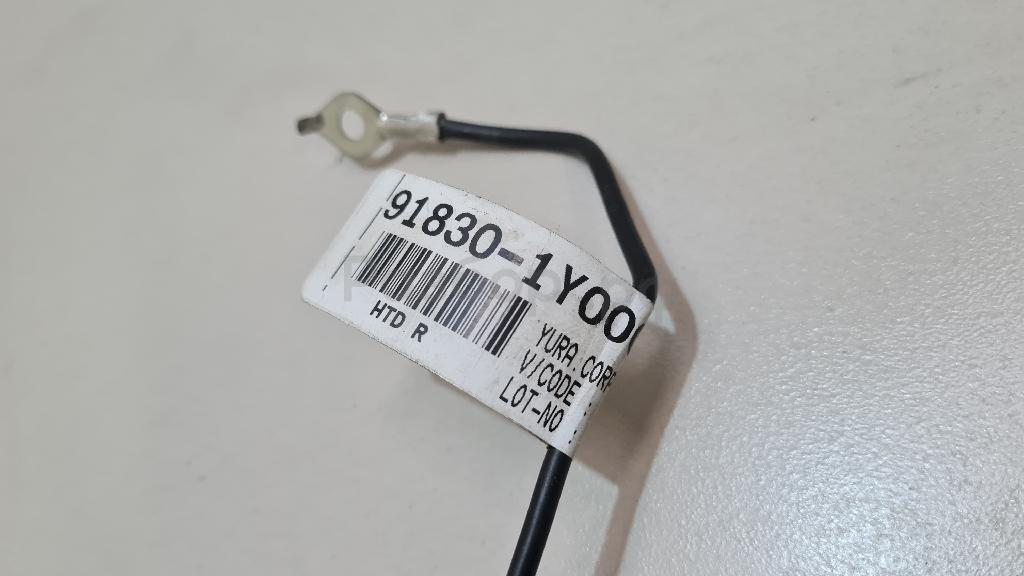 91830-1Y00
HTD R
YURA.CORP
V/CODE :
LOT-NO :